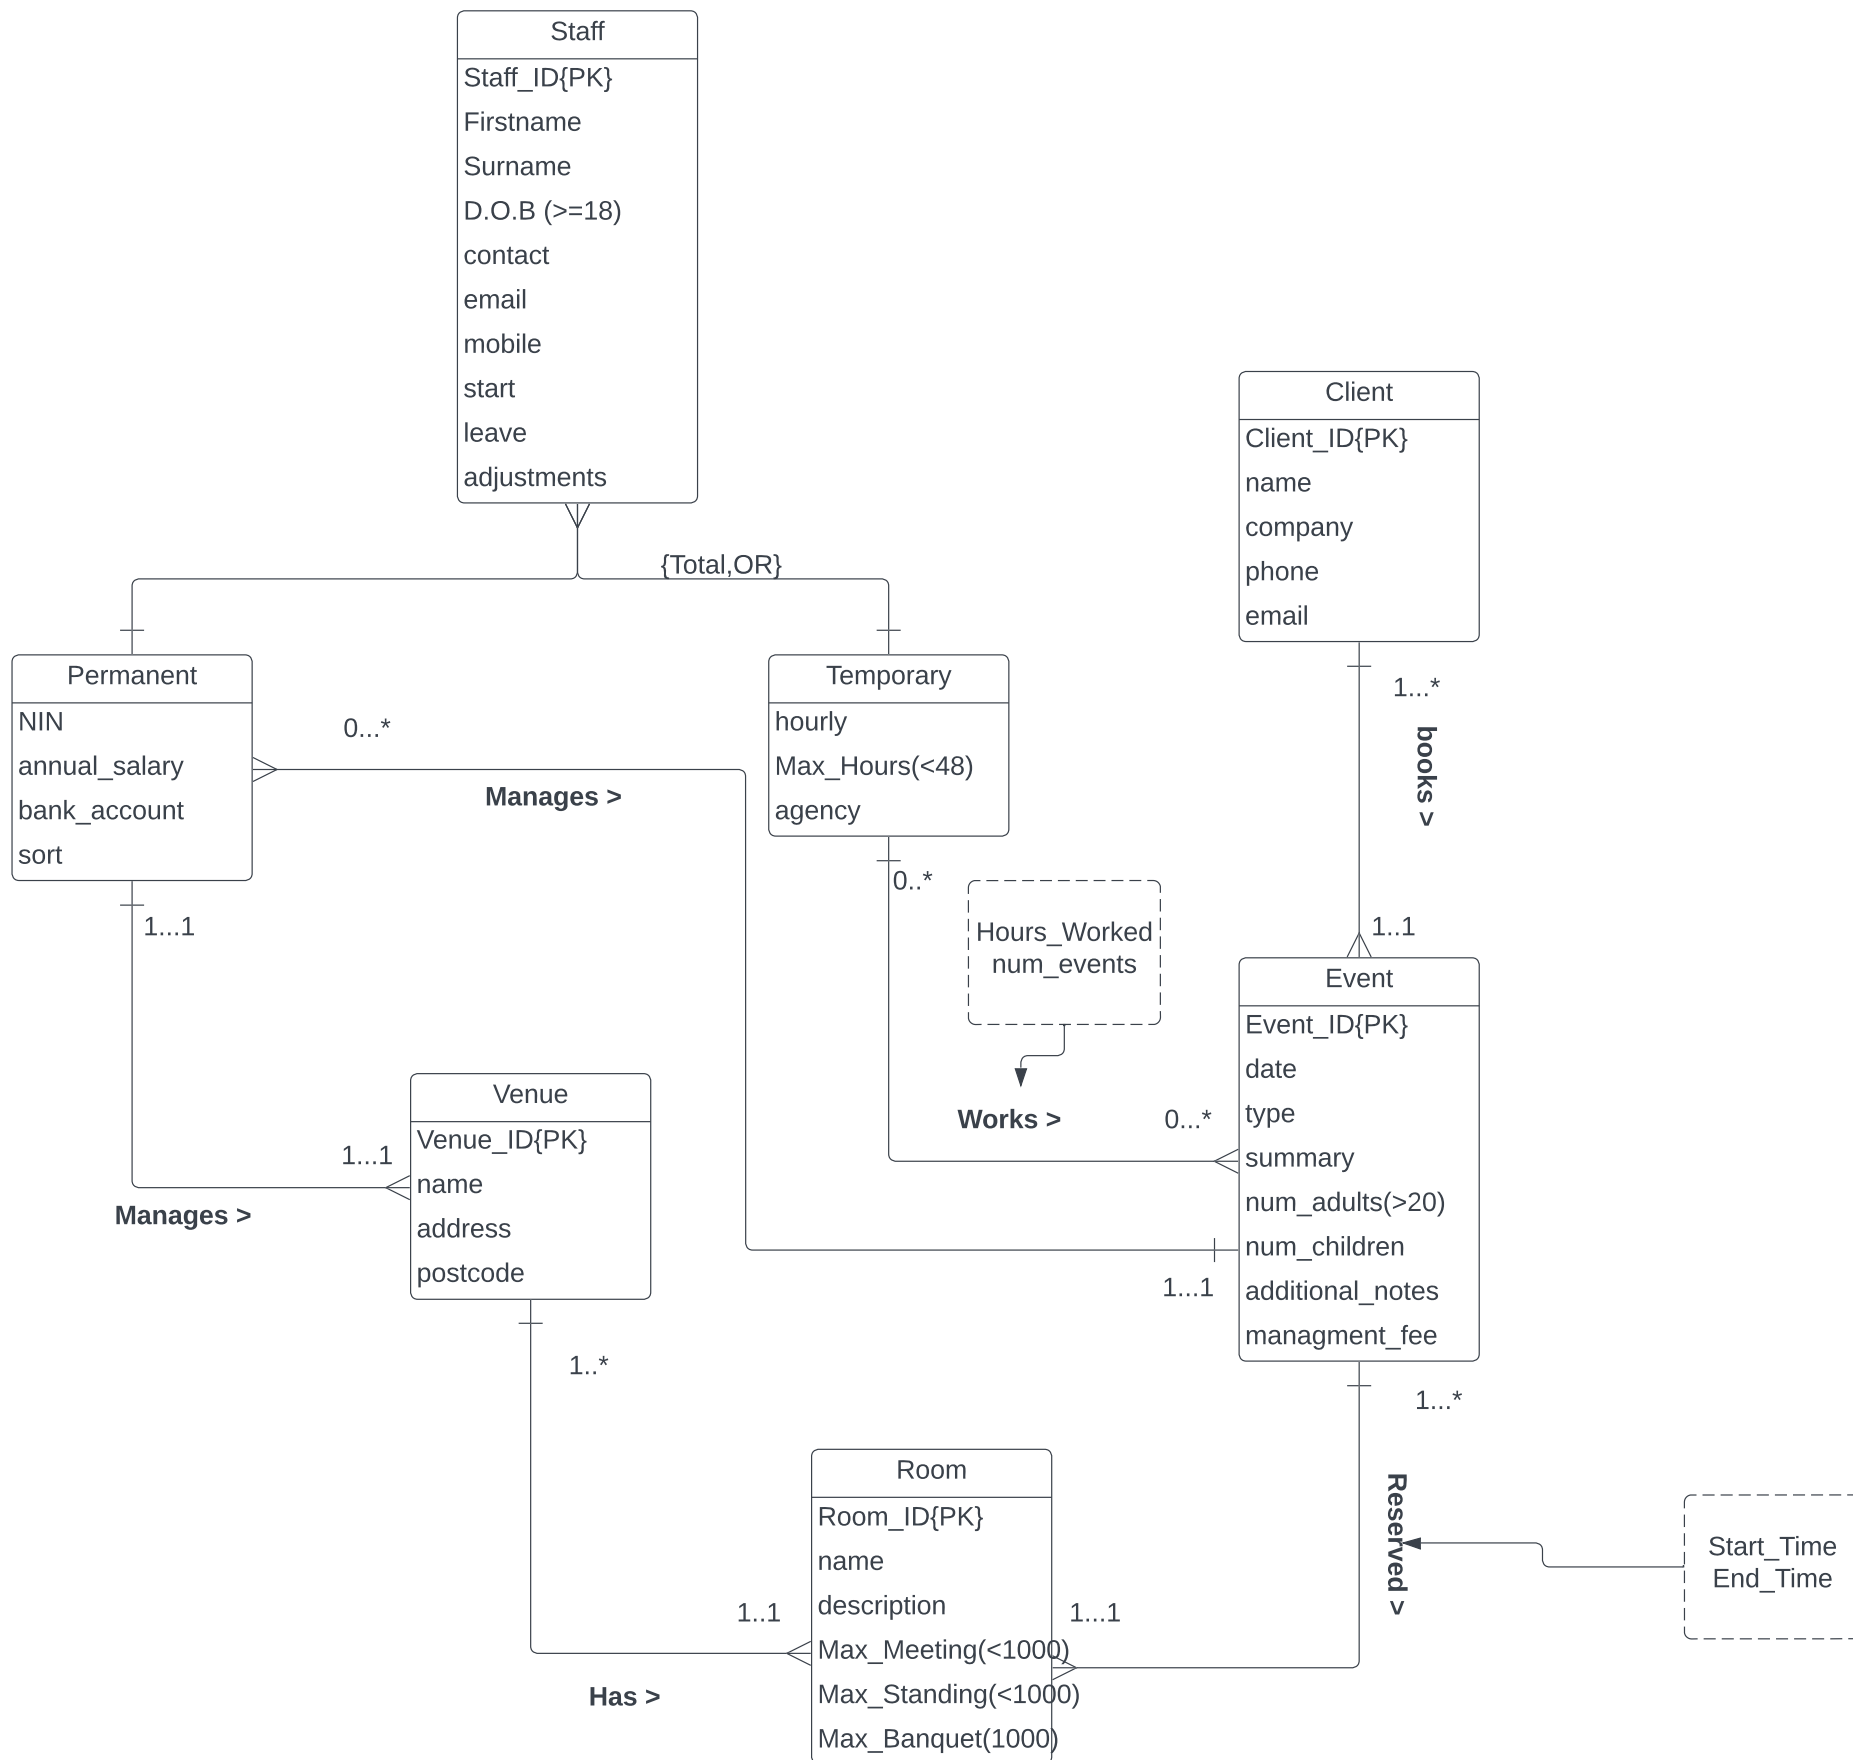 Staff
Staff_ID{PK}
Firstname
Surname
D.O.B (>=18)
contact
email
mobile
start
leave
adjustments
{Total,OR}
Client
Client_ID{PK}
name
company
phone
email
1...*
books >
1..1
Permanent
NIN
annual_salary
bank_account
sort
0...*
Manages >
Temporary
hourly
Max_Hours(<48)
agency
0..*
Hours_Worked
num_events
Works >
0...*
1...1
1...1
Manages >
Venue
Venue_ID{PK}
name
address
postcode
Event
Event_ID{PK}
date
type
summary
num_adults(>20)
num_children
additional_notes
managment_fee
1...1
1..*
1...*
Reserved >
Start_Time
End_Time
Room
Room_ID{PK}
name
description
Max_Meeting(<1000)
Max_Standing(<1000)
Max_Banquet(1000)
1..1
1...1
Has >